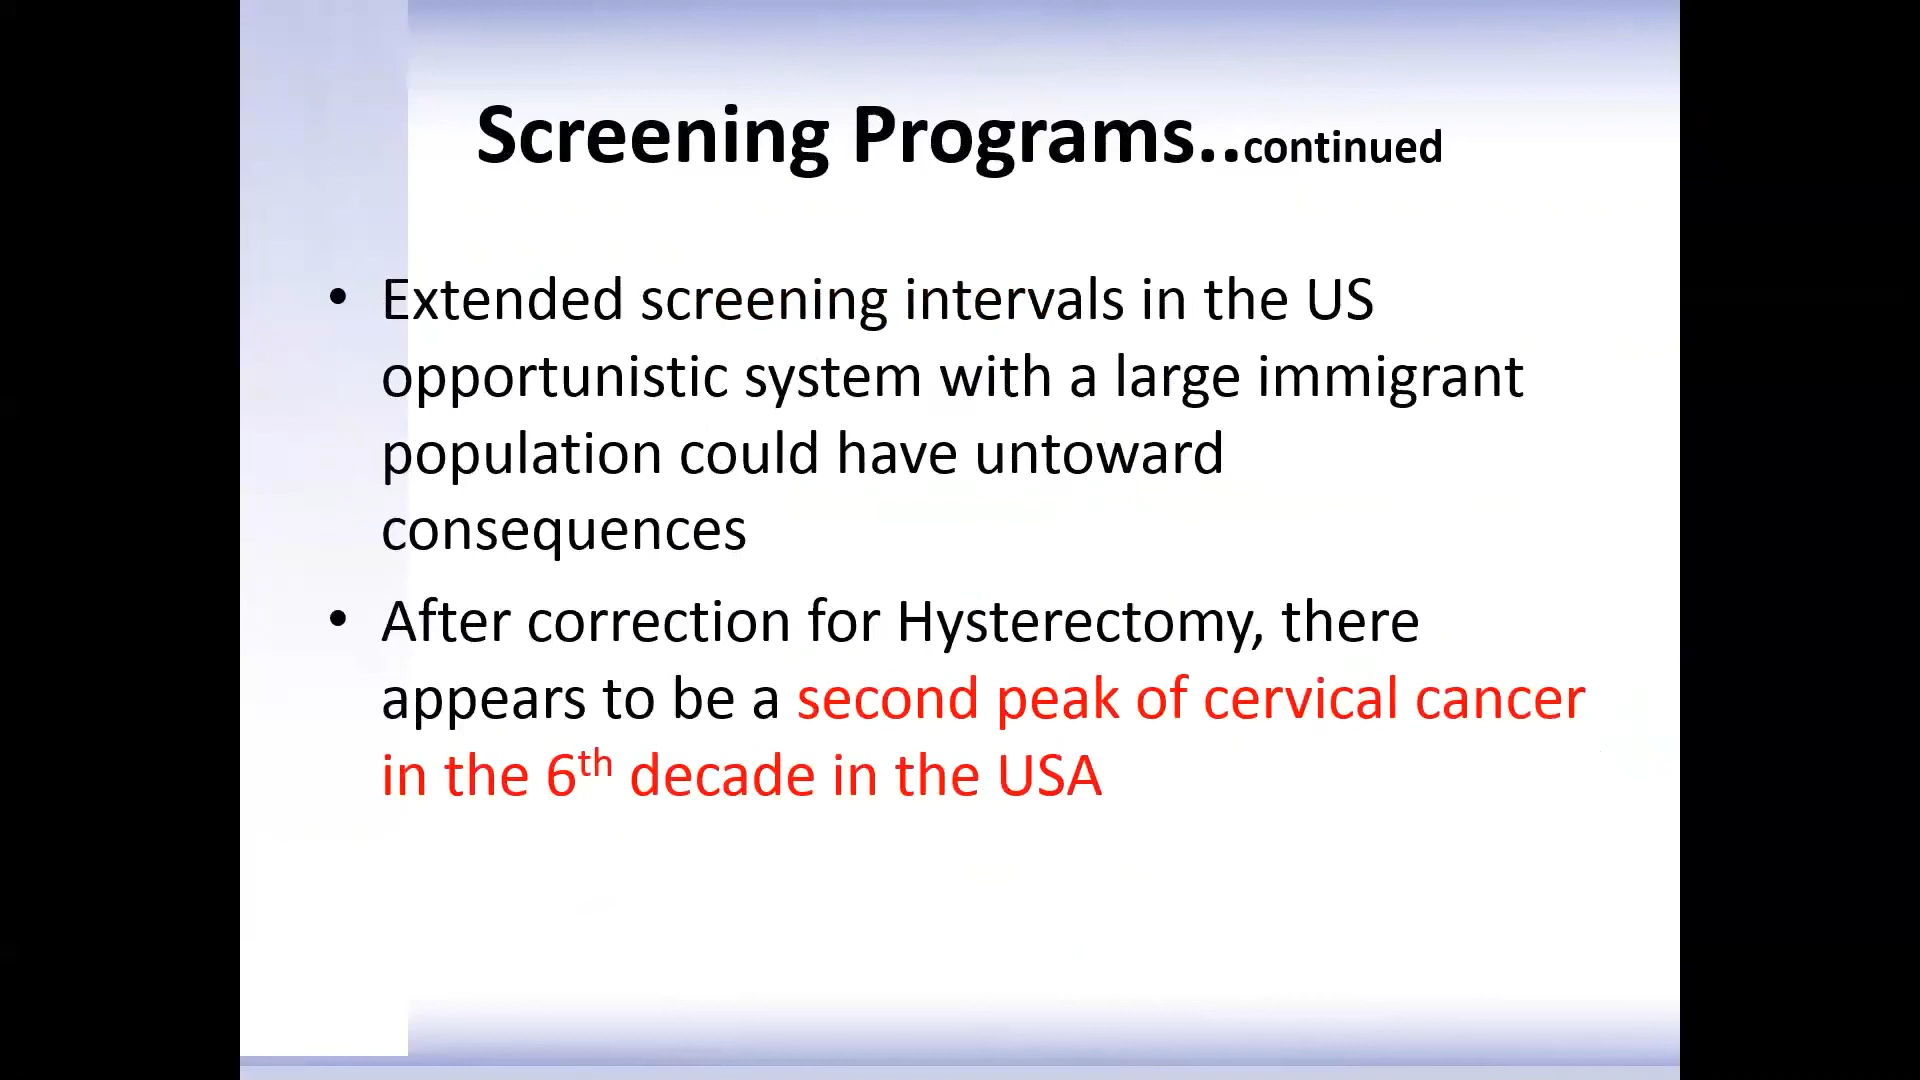 Screening Programs..continued
• Extended screening intervals in the US
opportunistic system with a large immigrant
population could have untoward
consequences
• After correction for Hysterectomy, there
appears to be a second peak of cervical cancer
in the 6th decade in the USA